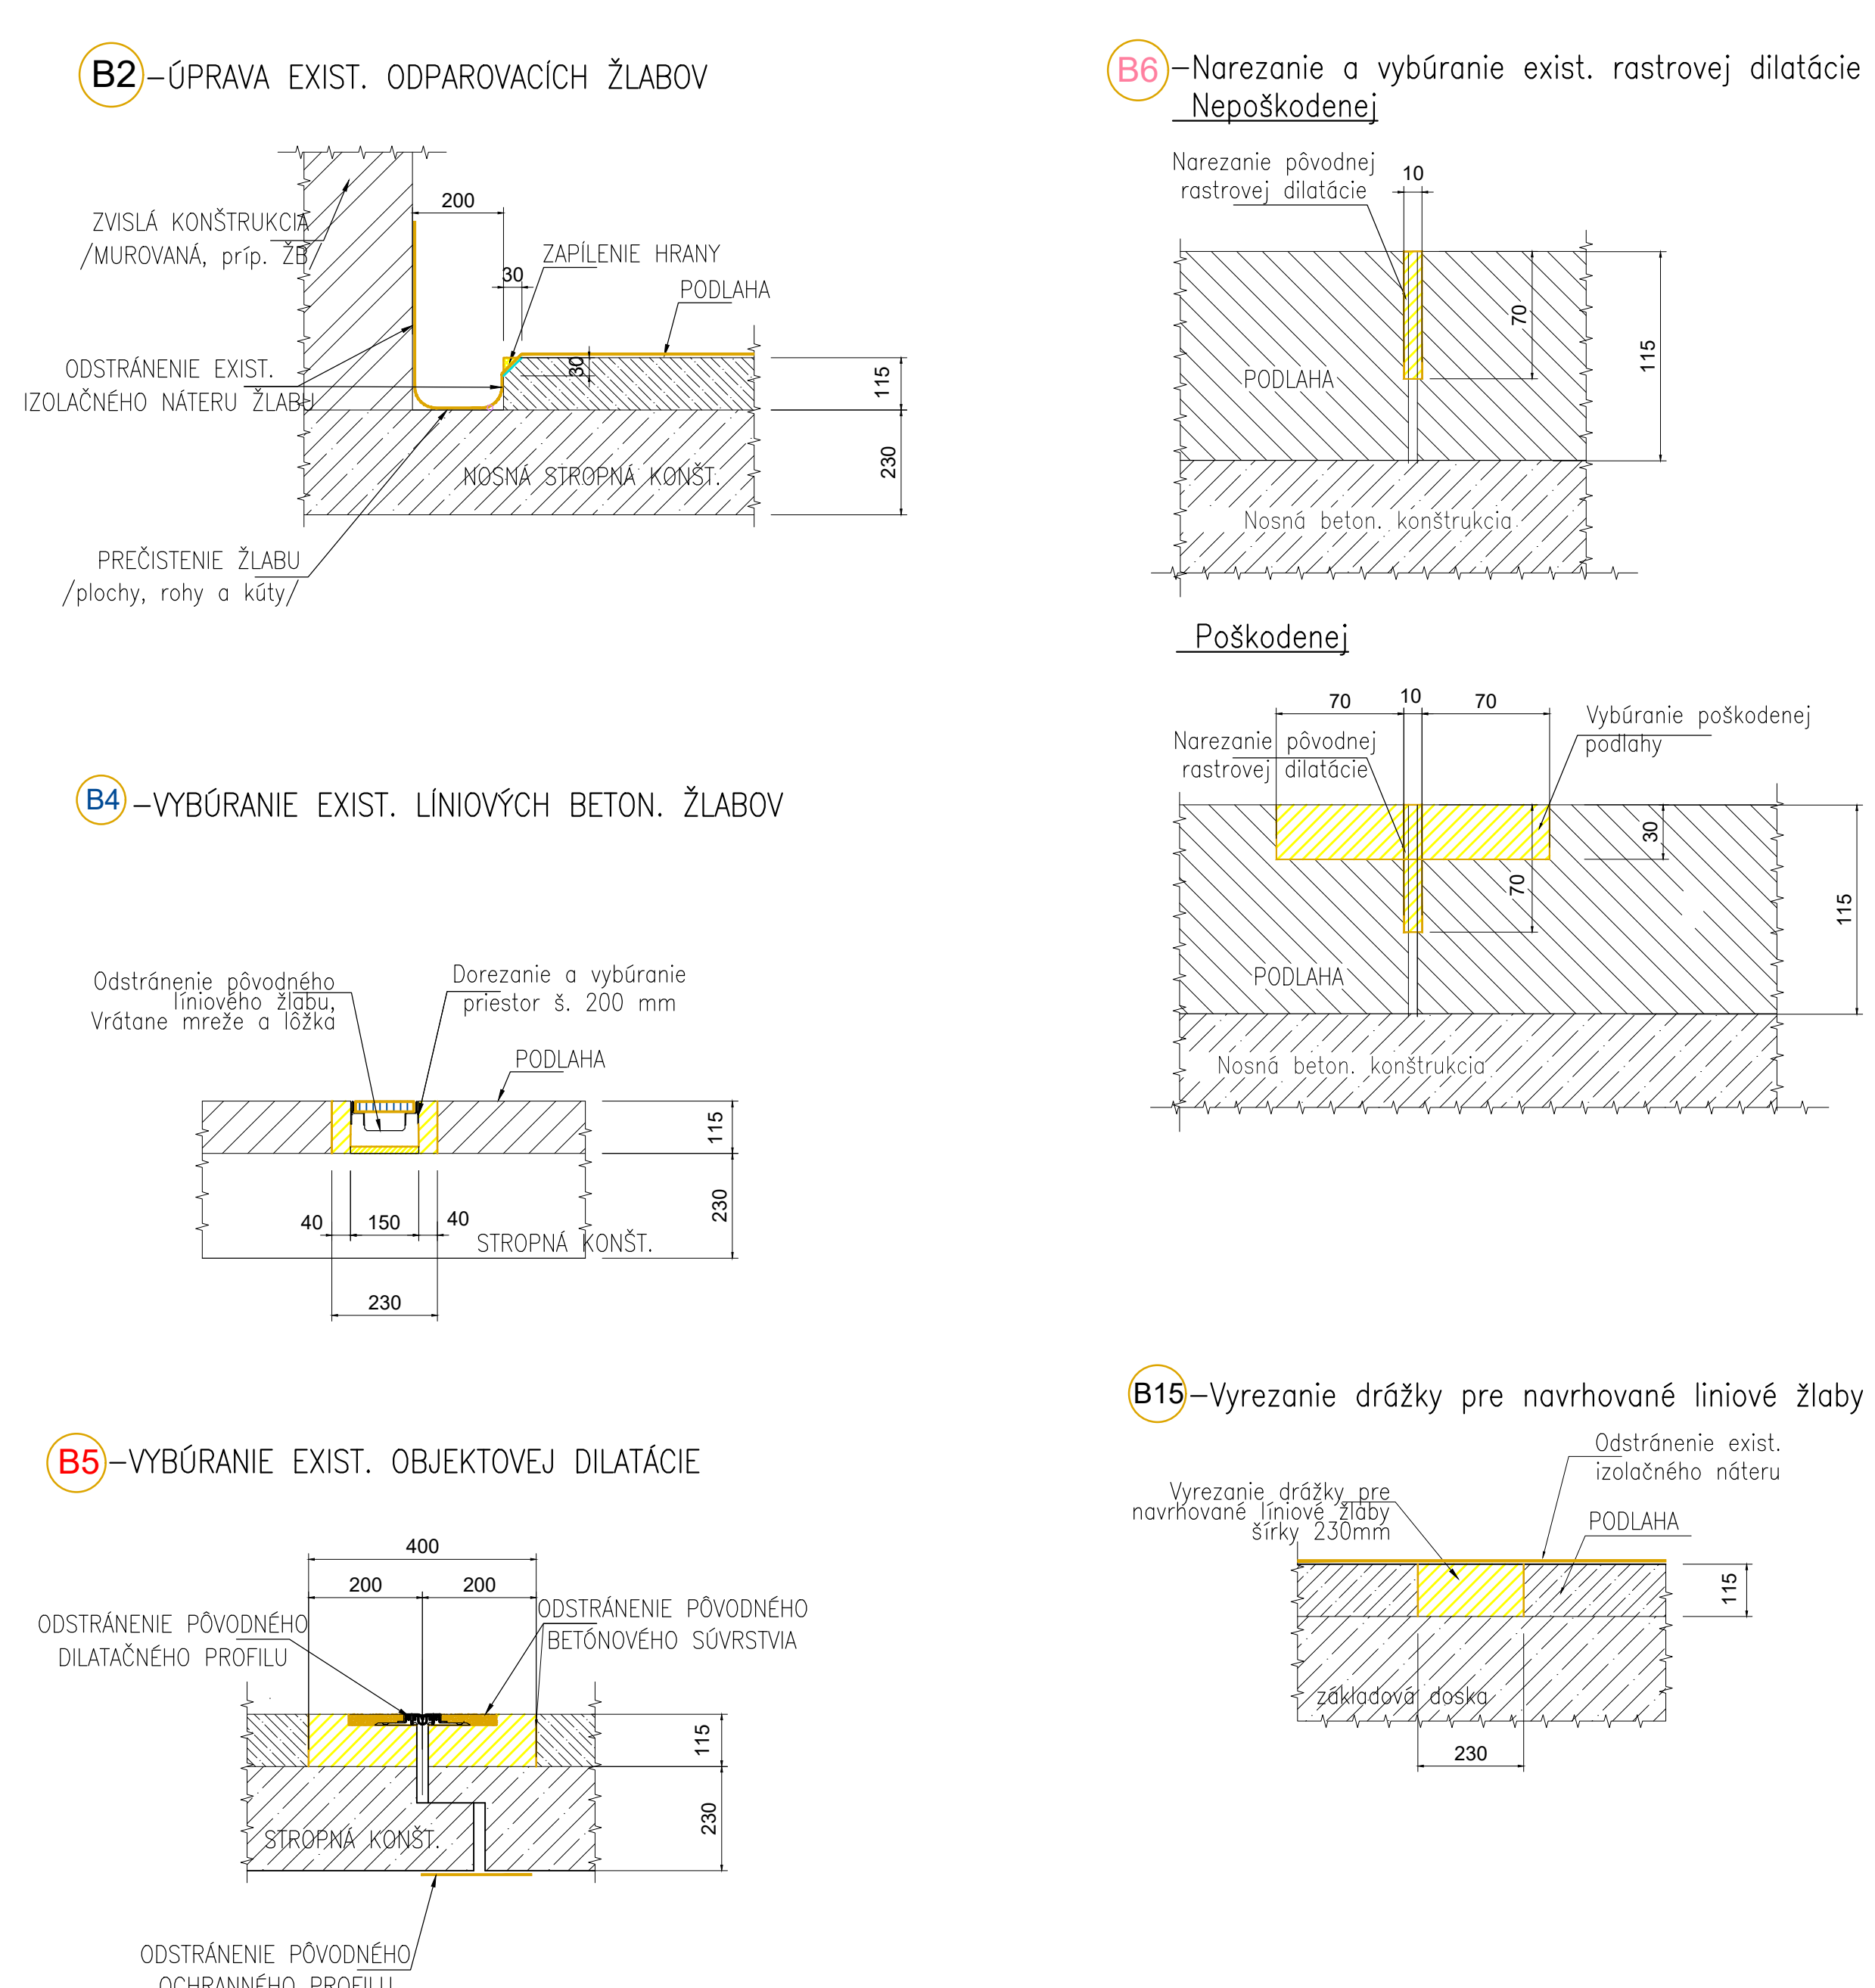 B2 –ÚPRAVA EXIST. ODPAROVACÍCH ŽLABOV
200
ZVISLÁ KONŠTRUKCIA
/MUROVANÁ, príp. ŽB/
ZAPÍLENIE HRANY
30
PODLAHA
30
ODSTRÁNENIE EXIST.
IZOLAČNÉHO NÁTERU ŽLABU
115
230
NOSNÁ STROPNÁ KONŠT.
PREČISTENIE ŽLABU
/plochy, rohy a kúty/
B4 –VYBÚRANIE EXIST. LÍNIOVÝCH BETON. ŽLABOV
Odstránenie pôvodného
líniového žlabu,
Vrátane mreže a lôžka
Dorezanie a vybúranie
priestor š. 200 mm
PODLAHA
115
230
40
150
40
STROPNÁ KONŠT.
230
B5 –VYBÚRANIE EXIST. OBJEKTOVEJ DILATÁCIE
400
200
200
ODSTRÁNENIE PÔVODNÉHO
DILATAČNÉHO PROFILU
ODSTRÁNENIE PÔVODNÉHO
BETÓNOVÉHO SÚVRSTVIA
115
230
STROPNÁ KONŠT.
ODSTRÁNENIE PÔVODNÉHO
OCHRANNÉHO PROFILU
B6 –Narezanie a vybúranie exist. rastrovej dilatácie
Nepoškodenej
Narezanie pôvodnej
rastrovej dilatácie
10
70
115
PODLAHA
Nosná beton. konštrukcia
Poškodenej
70
10
70
Vybúranie poškodenej
podlahy
Narezanie pôvodnej
rastrovej dilatácie
30
70
115
PODLAHA
Nosná beton. konštrukcia
B15 –Vyrezanie drážky pre navrhované liniové žlaby
Odstránenie exist.
izolačného náteru
Vyrezanie drážky pre
navrhované líniové žlaby
šírky 230mm
PODLAHA
115
základová doska
230